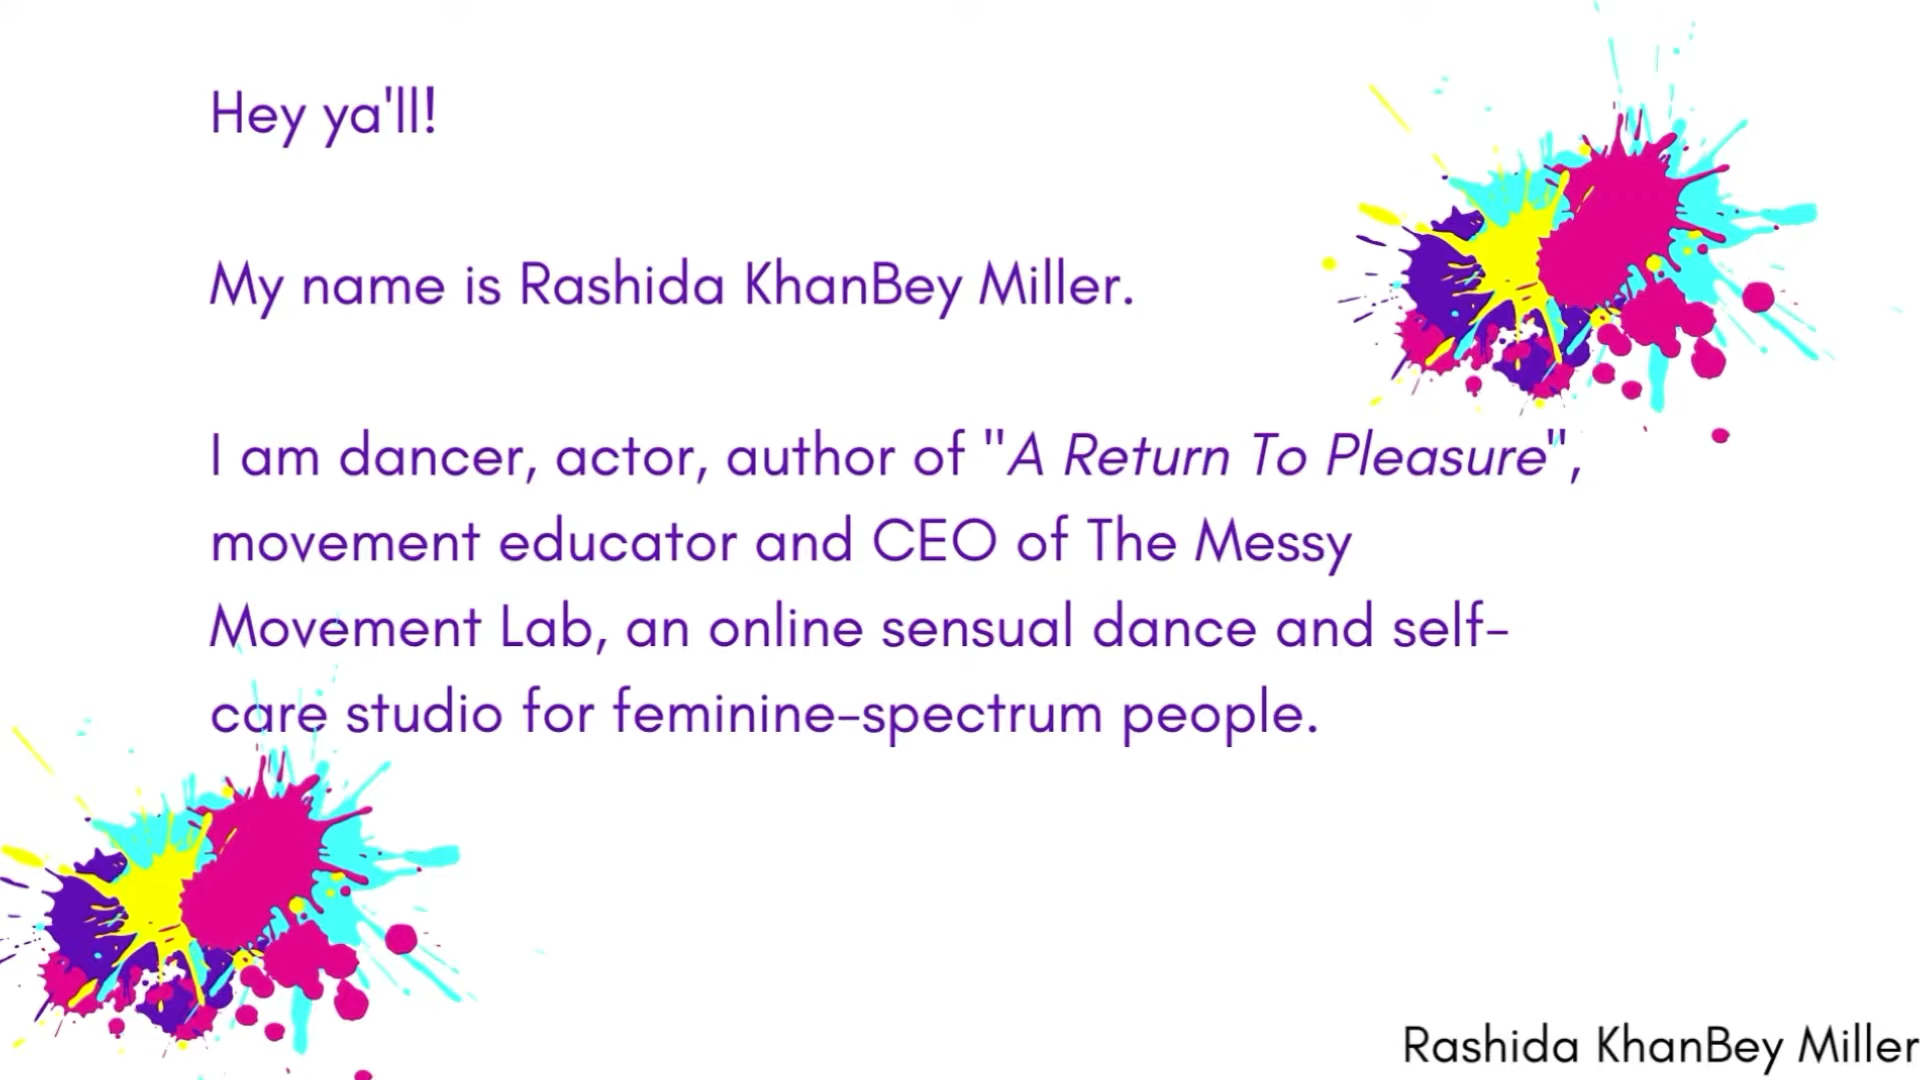 Hey ya'll!
My name is Rashida KhanBey Miller.
I am dancer, actor, author of "A Return To Pleasure",
movement educator and CEO of The Messy
Movement Lab, an online sensual dance and self-
care studio for feminine-spectrum people.
Rashida KhanBey Miller